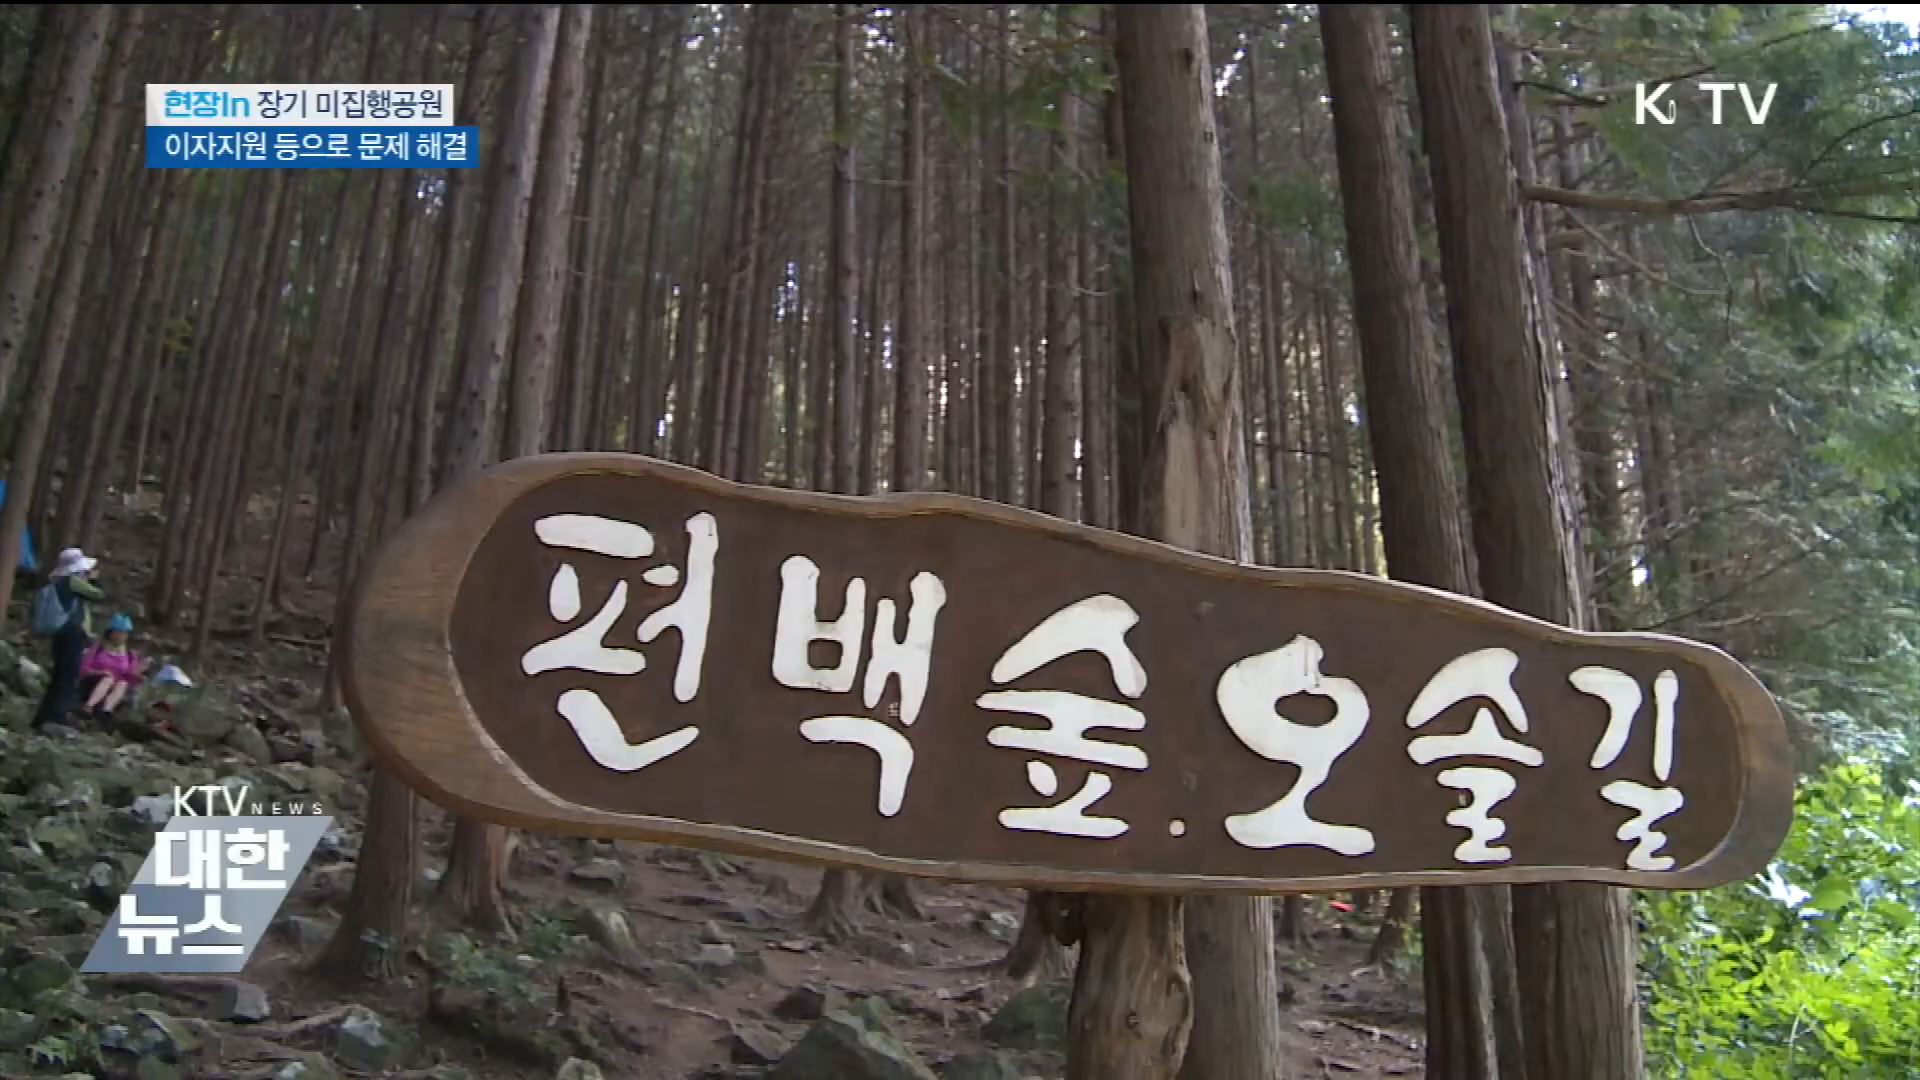 현장In 장기 미집행공원
이자지원 등으로 문제 해결
K TV
편백숲.오솔길
KTV NEWS
대한
뉴스